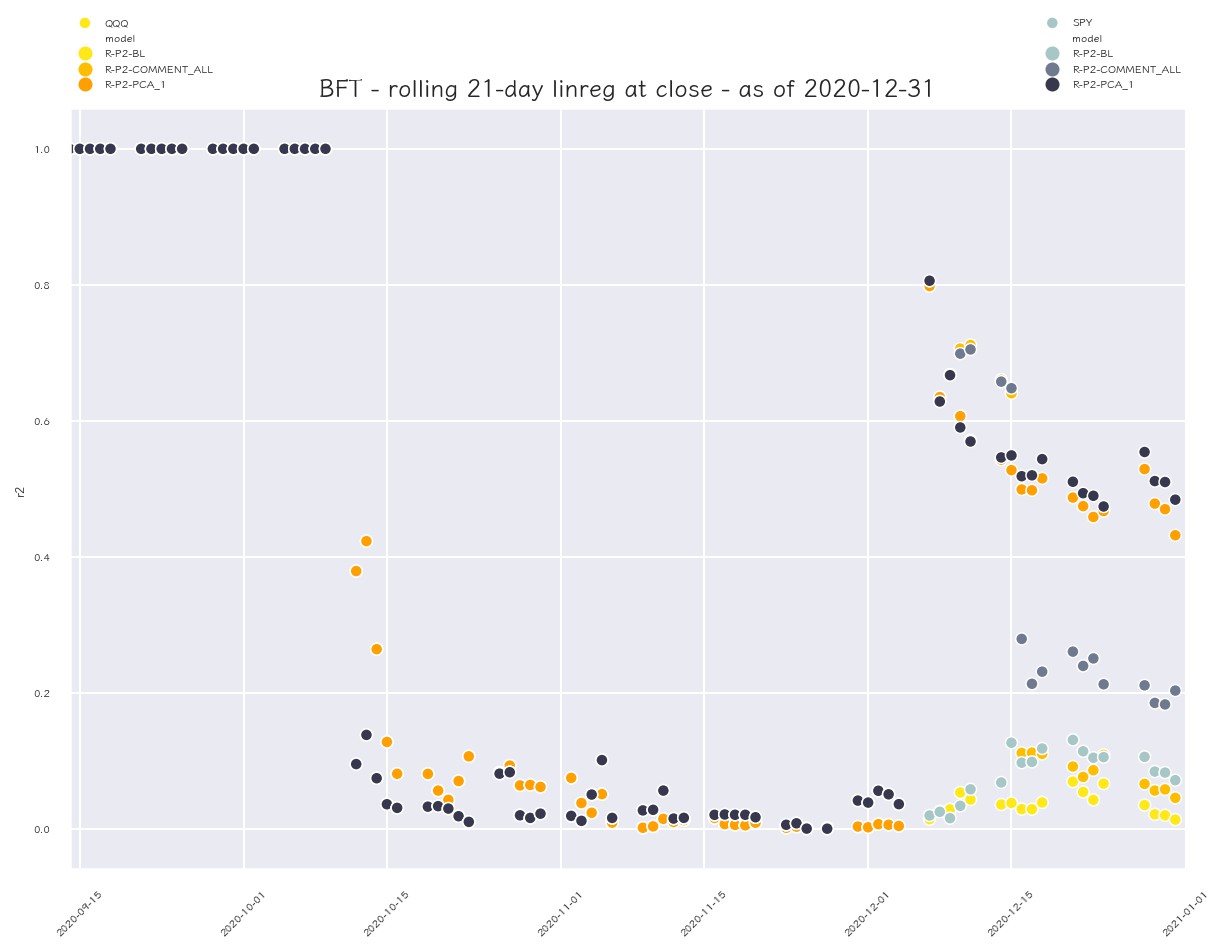 QQQ
model
R-P2-BL
R-P2-COMMENT_ALL
R-P2-PCA_1
SPY
model
R-P2-BL
R-P2-COMMENT_ALL
R-P2-PCA_1
BFT - rolling 21-day linreg at close - as of 2020-12-31
1.0
0.8
0.6
0.4
0.2
0.0
r2
2020-09-15
2020-10-01
2020-10-15
2020-11-01
2020-11-15
2020-12-01
2020-12-15
2021-01-01